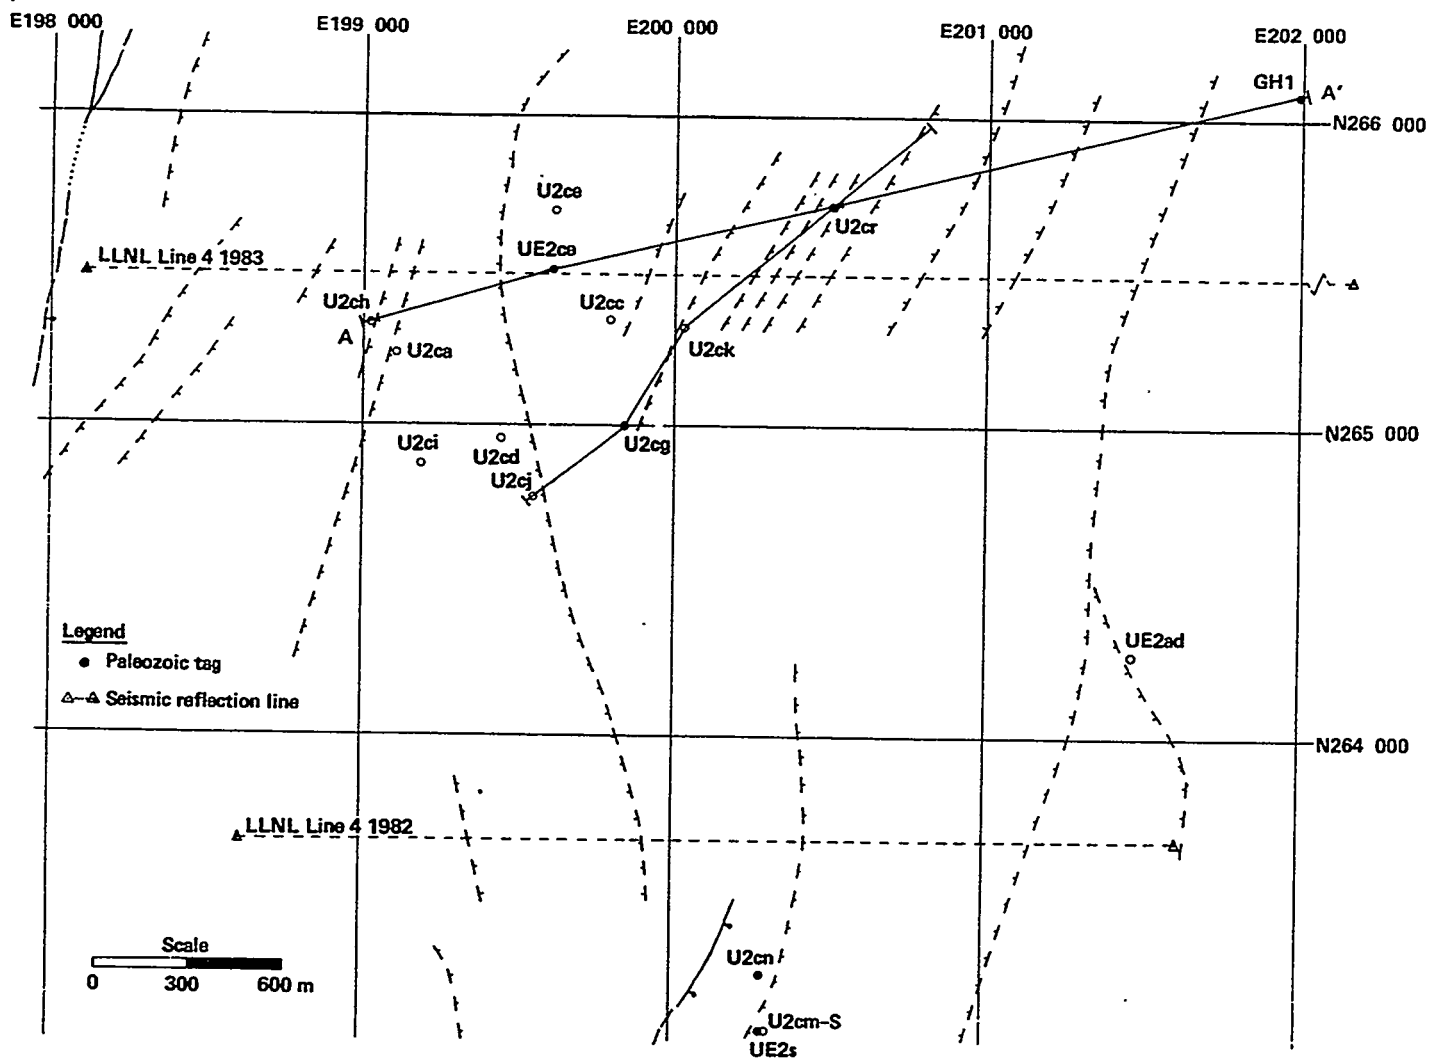 E198 000
E199 000
E200 000
E201 000
E202 000
GH1
A′
N266 000
U2ce
U2cr
UE2ce
LLNL Line 4 1983
U2ch
U2cc
A
U2ca
U2ck
N265 000
U2ci
U2cd
U2cg
U2cj
Legend
Paleozoic tag
Seismic reflection line
UE2ad
N264 000
LLNL Line 4 1982
Scale
0 300 600 m
U2cn
U2cm-S
UE2s